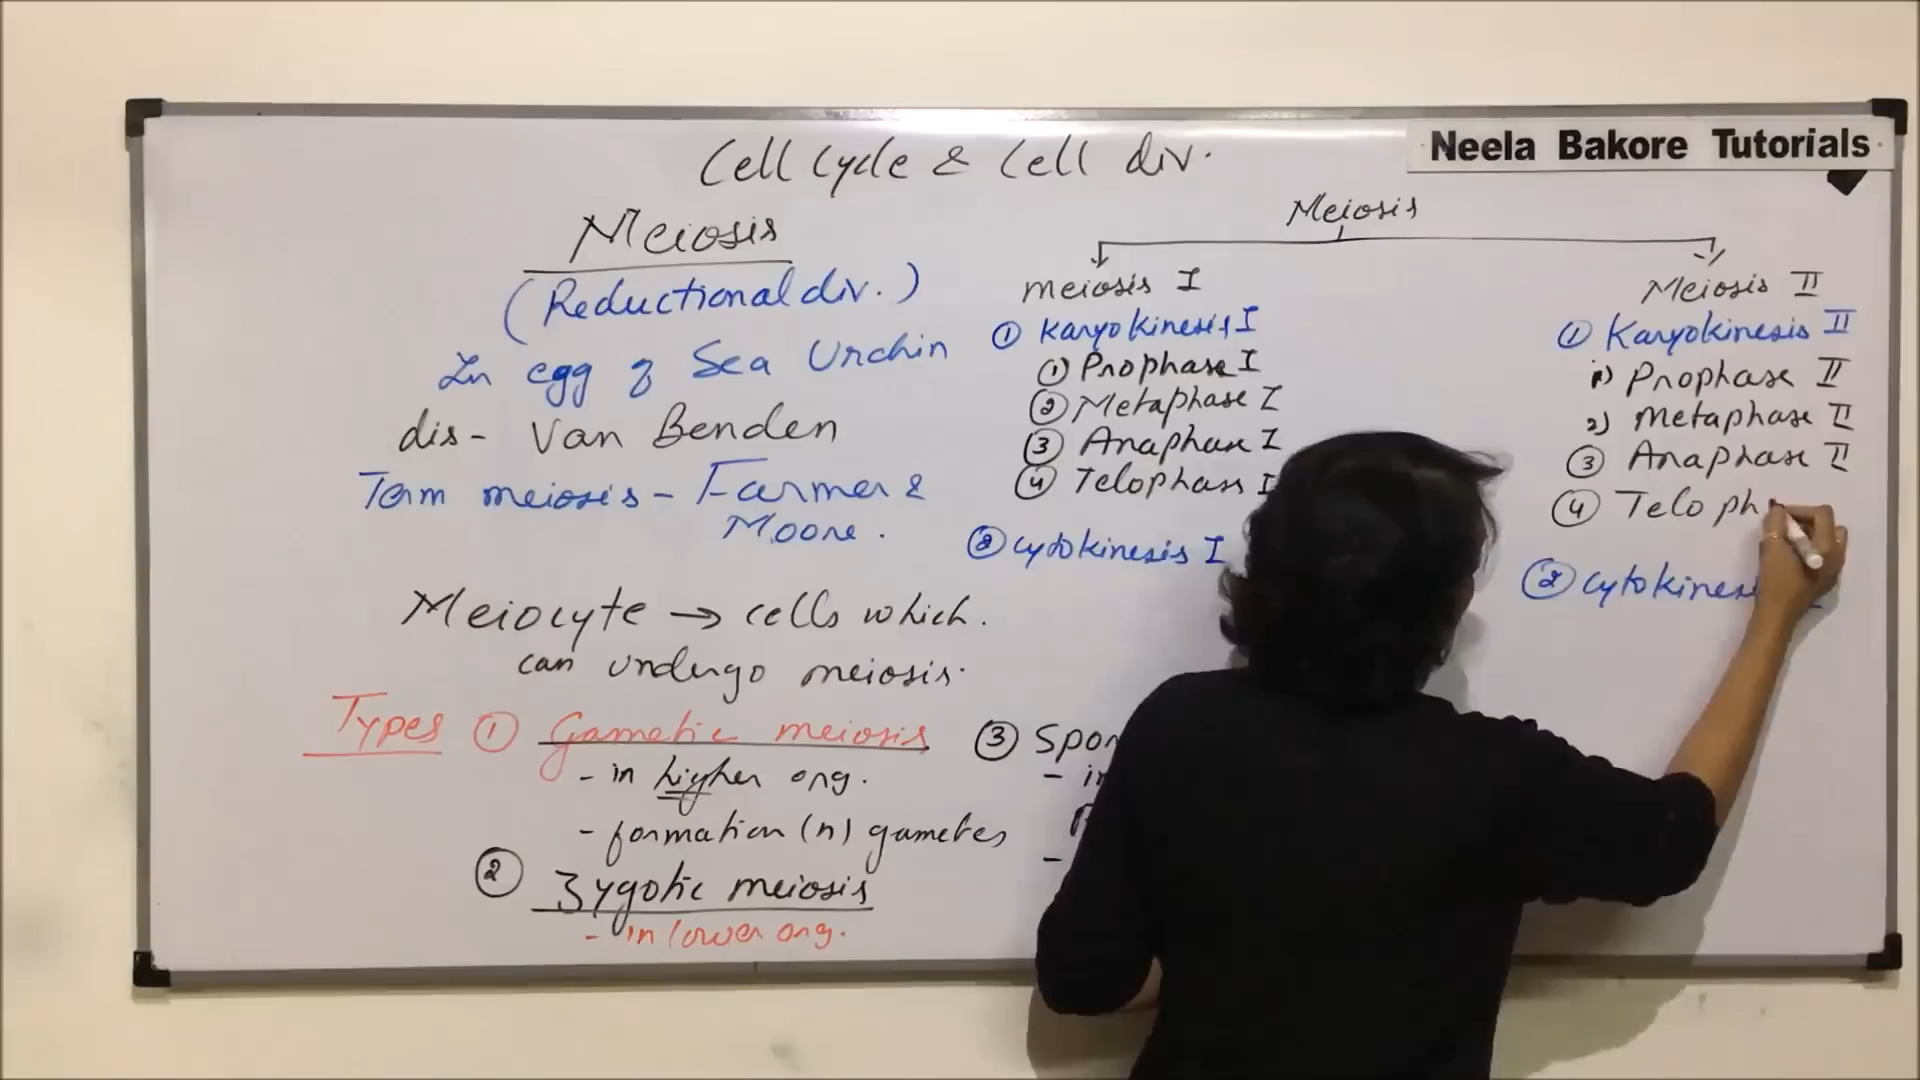 Cell Cycle & Cell div.
Neela Bakore Tutorials
Meiosis
(Reductional div.)
In egg of Sea Urchin
dis- Van Benden
Term meiosis - Farmer &
Moore.
Meiocyte → cells which.
can undergo meiosis.
Types ① Gametic meiosis
- in higher org.
- formation (n) gametes
② Zygotic meiosis
- in lower org.
③ Spor
- in
Meiosis
meiosis I
① Karyokinesis I
① Prophase I
② Metaphase I
③ Anaphase I
④ Telophase I
② cytokinesis I
Meiosis II
① Karyokinesis II
1) Prophase II
2) Metaphase II
③ Anaphase II
④ Teloph
② cytokines